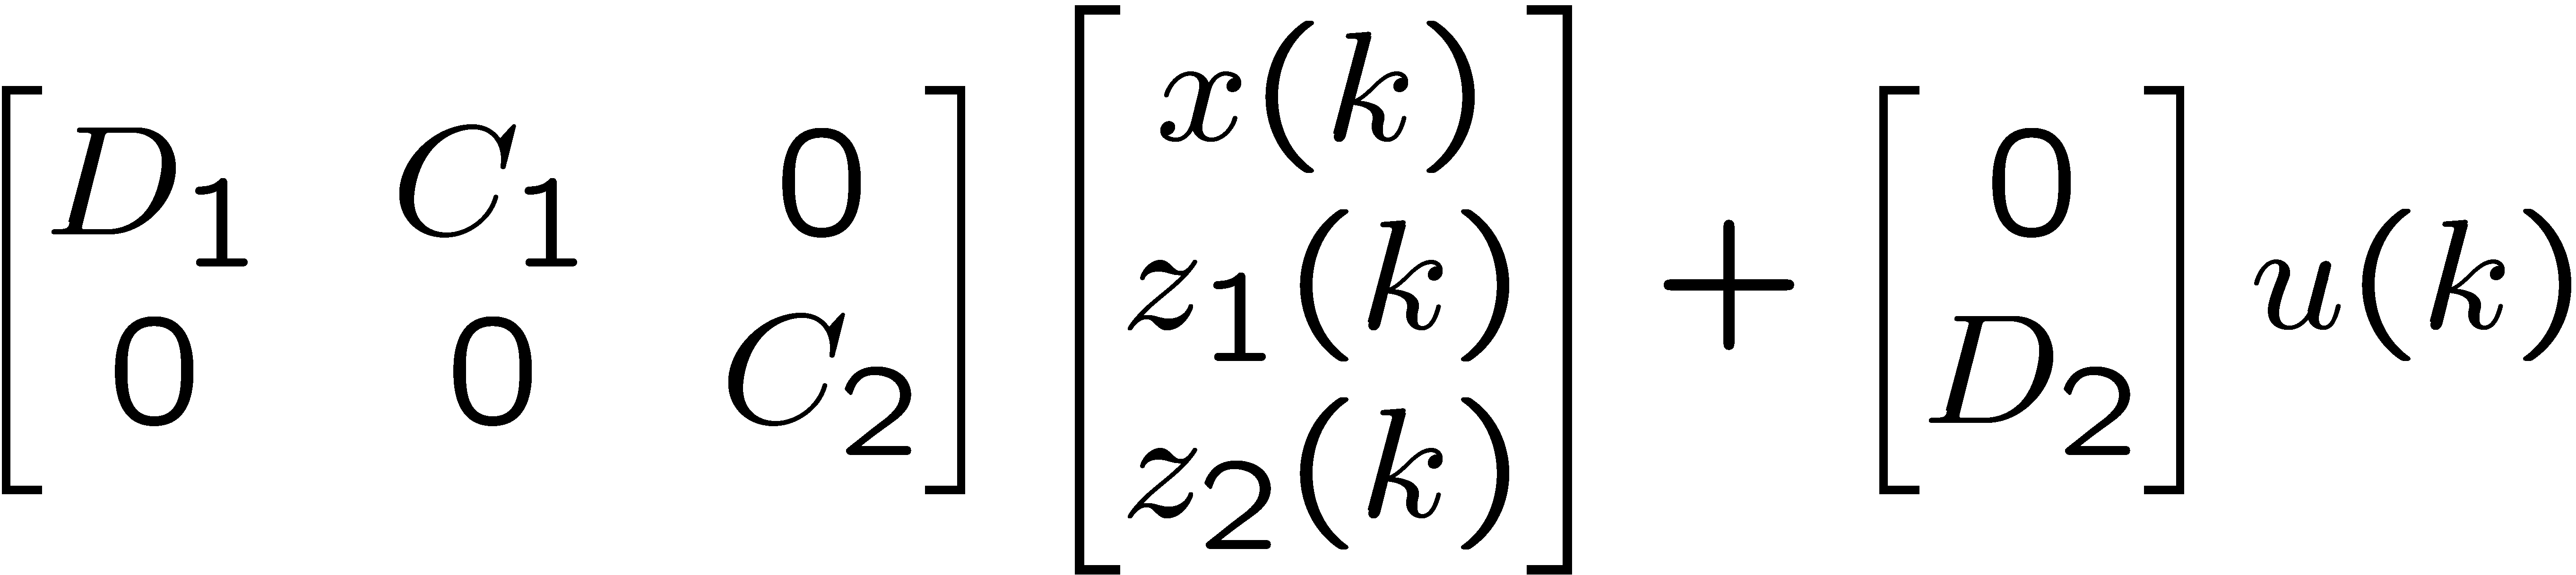 \begin{bmatrix} D_1 & C_1 & 0 \\ 0 & 0 & C_2 \end{bmatrix} \begin{bmatrix} x(k) \\ z_1(k) \\ z_2(k) \end{bmatrix} + \begin{bmatrix} 0 \\ D_2 \end{bmatrix} u(k)